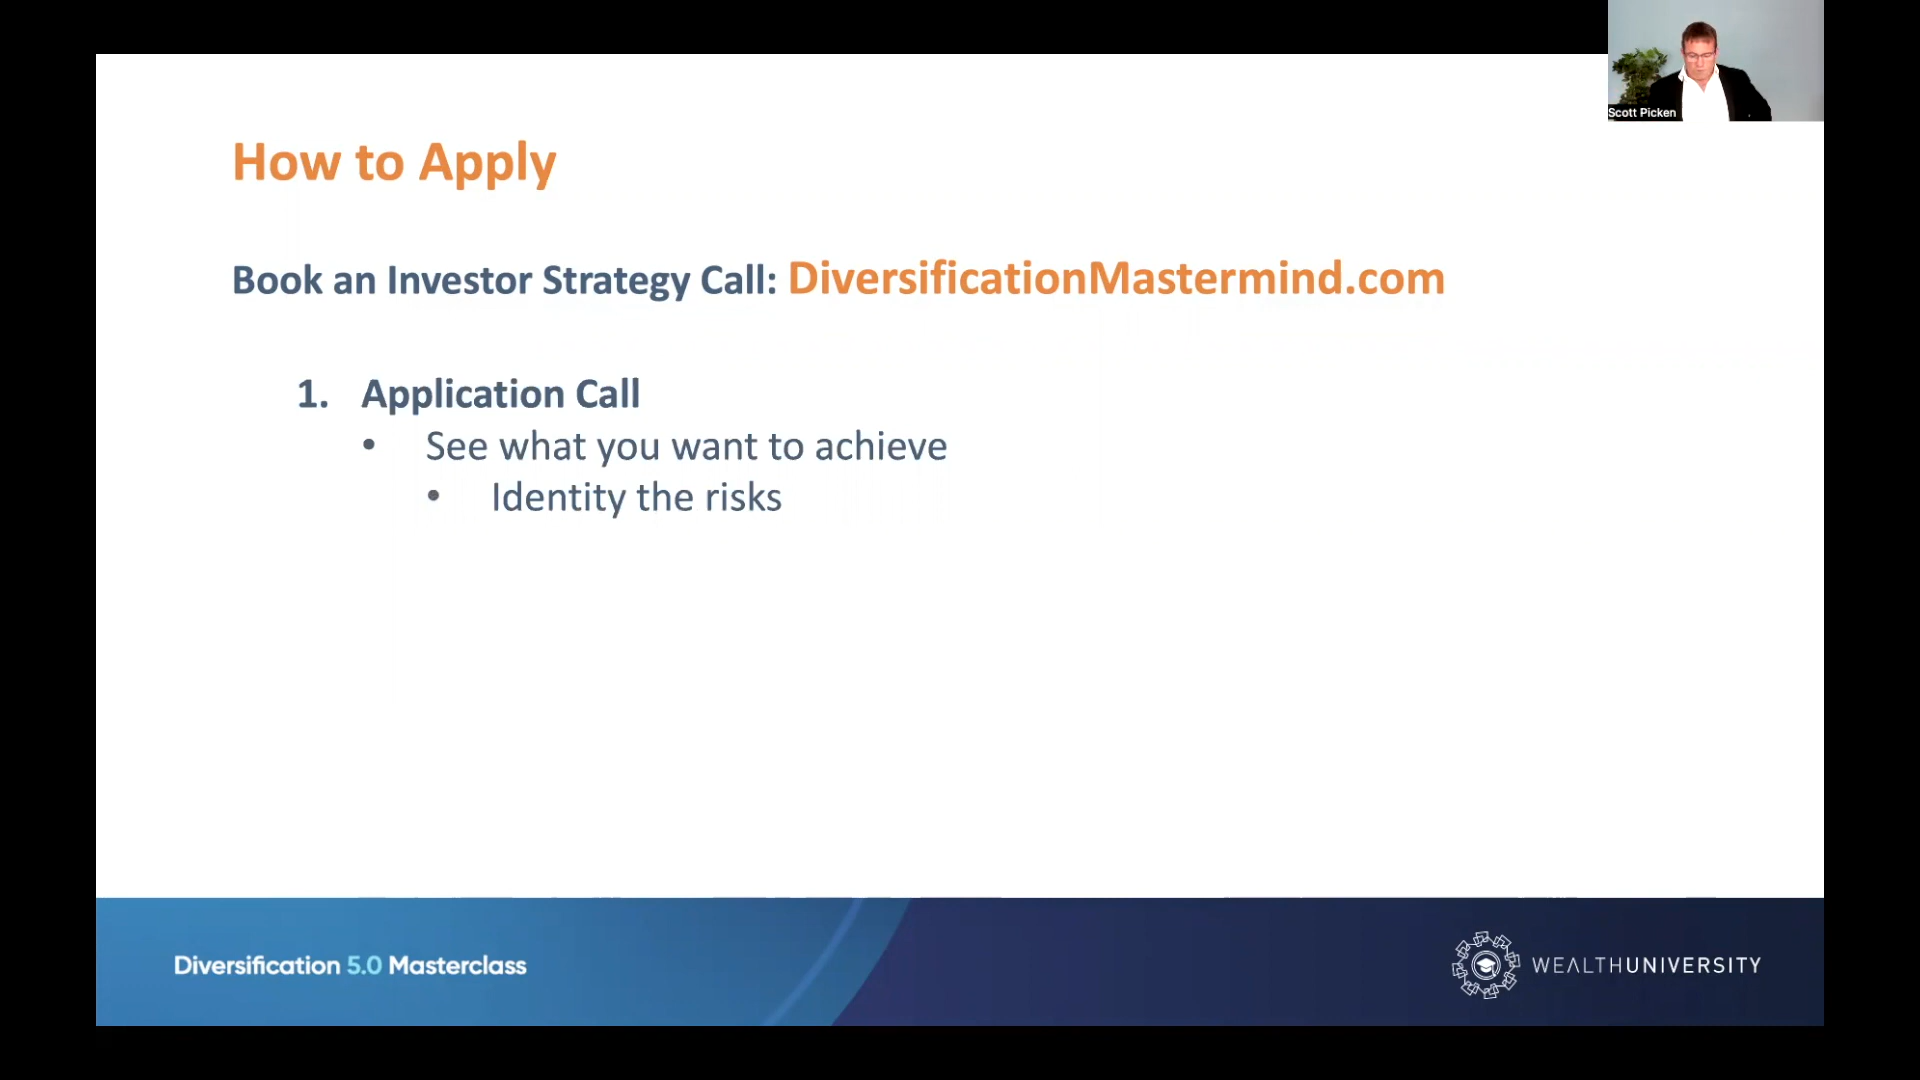 Scott Picken
How to Apply
Book an Investor Strategy Call: DiversificationMastermind.com
1. Application Call
• See what you want to achieve
• Identity the risks
Diversification 5.0 Masterclass
WEALTHUNIVERSITY